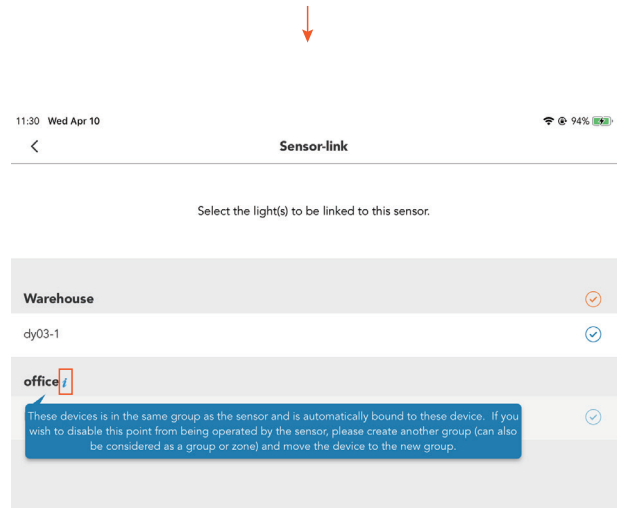 11:30 Wed Apr 10
94%
Sensor-link
Select the light(s) to be linked to this sensor.
Warehouse
dy03-1
office i
These devices is in the same group as the sensor and is automatically bound to these device. If you
wish to disable this point from being operated by the sensor, please create another group (can also
be considered as a group or zone) and move the device to the new group.